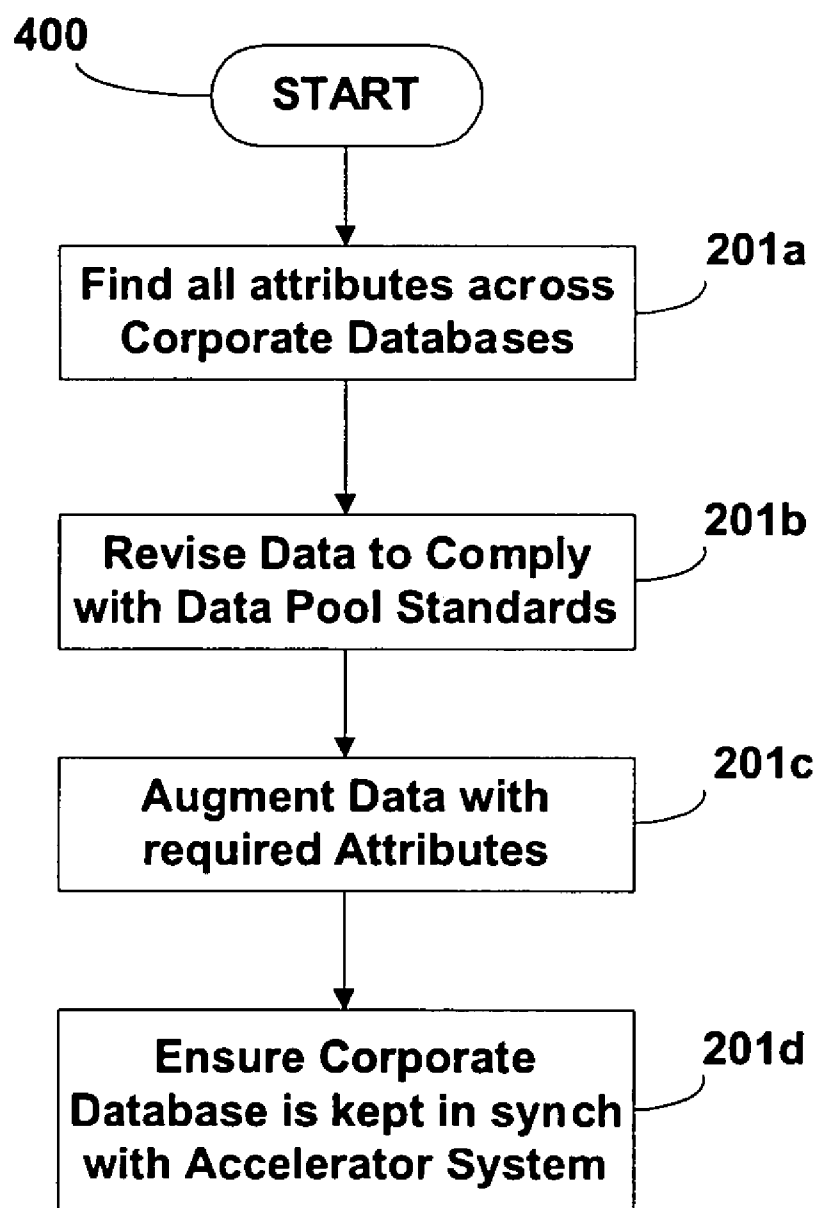 400
START
201a
Find all attributes across
Corporate Databases
201b
Revise Data to Comply
with Data Pool Standards
201c
Augment Data with
required Attributes
201d
Ensure Corporate
Database is kept in synch
with Accelerator System